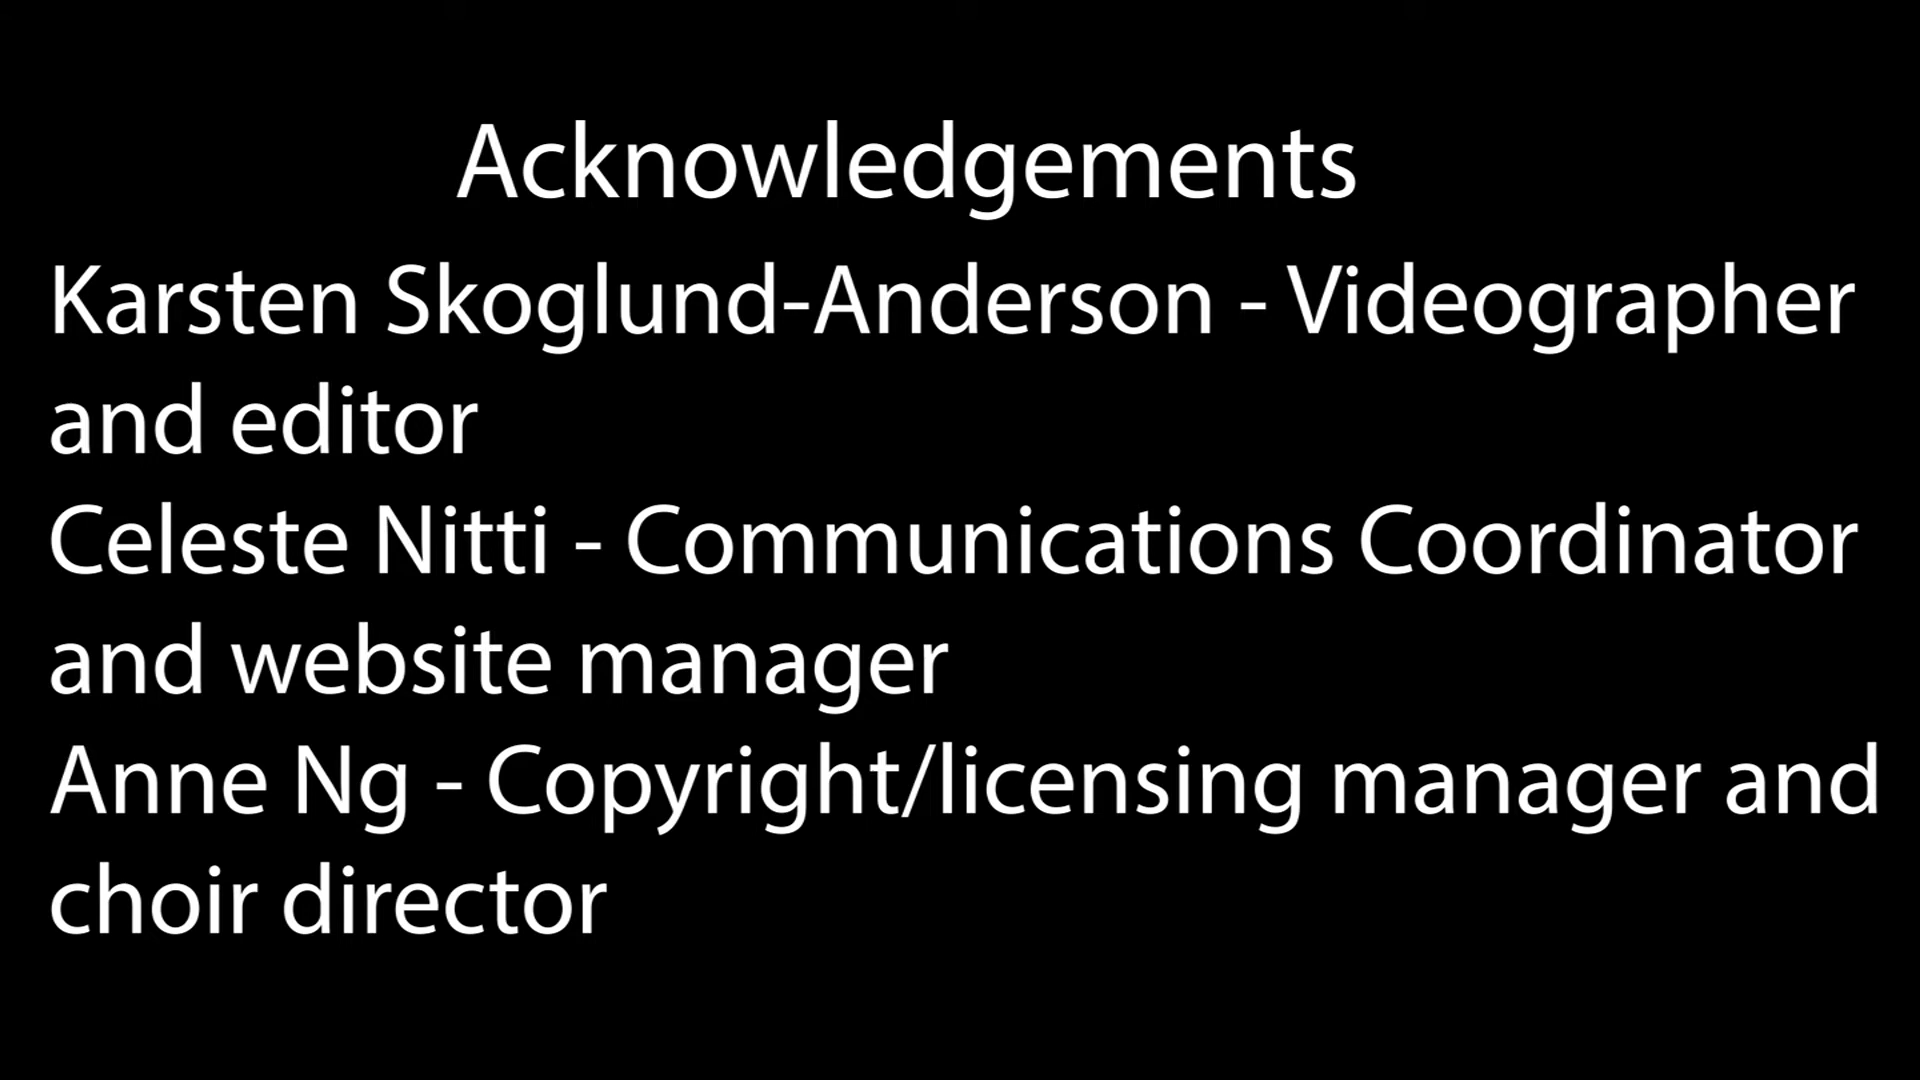 Acknowledgements
Karsten Skoglund-Anderson - Videographer
and editor
Celeste Nitti - Communications Coordinator
and website manager
Anne Ng - Copyright/licensing manager and
choir director